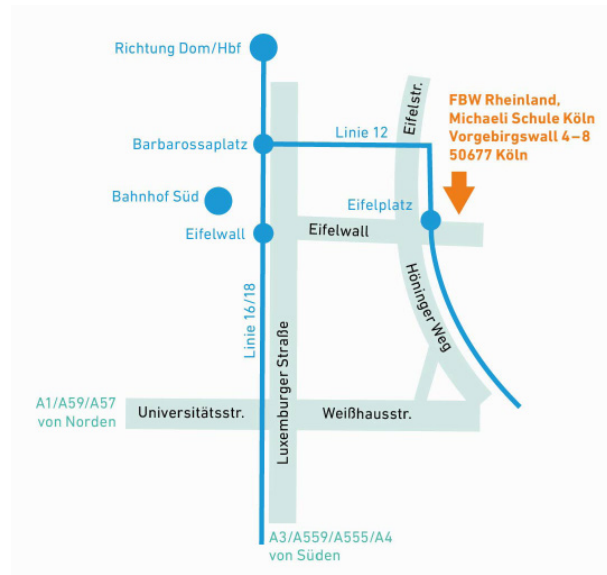 Richtung Dom/Hbf
Eifelstr.
FBW Rheinland,
Michaeli Schule Köln
Vorgebirgswall 4–8
50677 Köln
Linie 12
Barbarossaplatz
Bahnhof Süd
Eifelplatz
Eifelwall
Eifelwall
Höninger Weg
Linie 16/18
Luxemburger Straße
A1/A59/A57
von Norden
Universitätsstr.
Weißhausstr.
A3/A559/A555/A4
von Süden